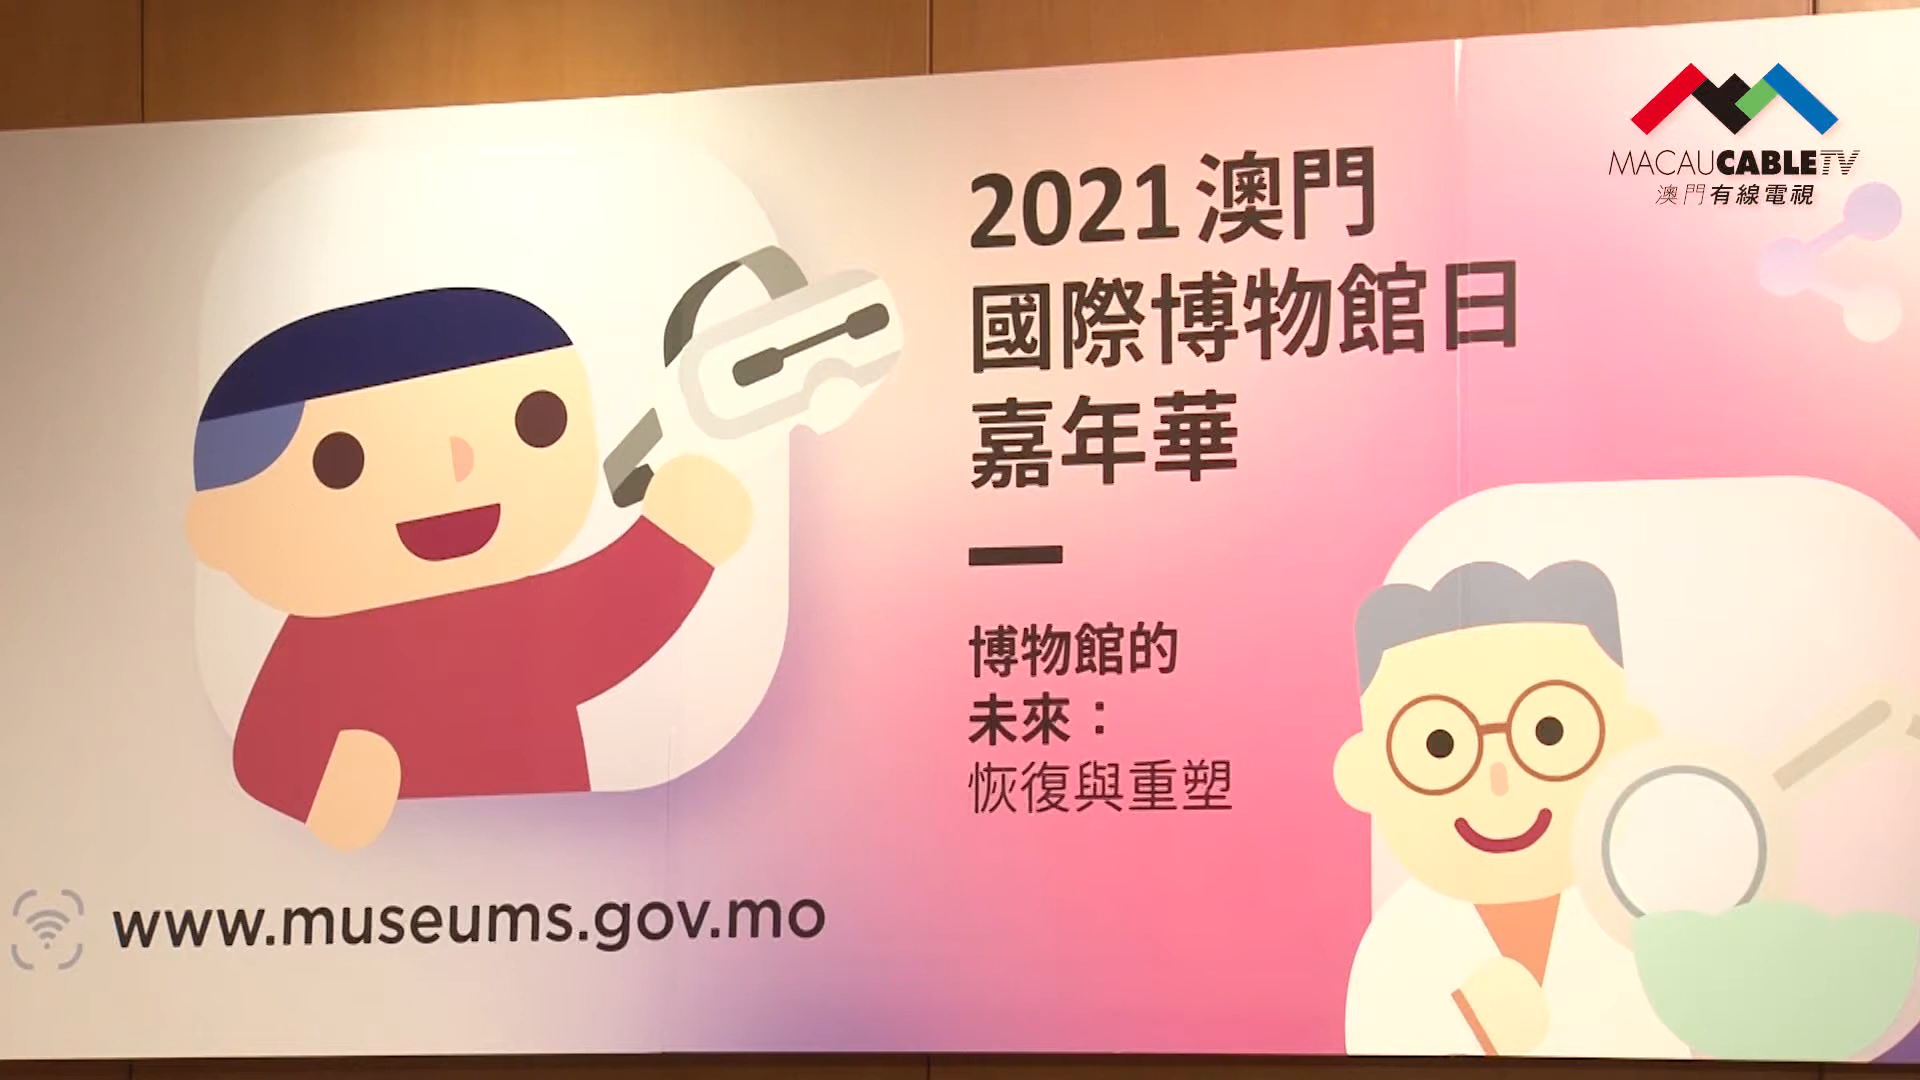 MACAUCABLETV
澳門有線電視
2021澳門
國際博物館日
嘉年華
博物館的
未來：
恢復與重塑
www.museums.gov.mo